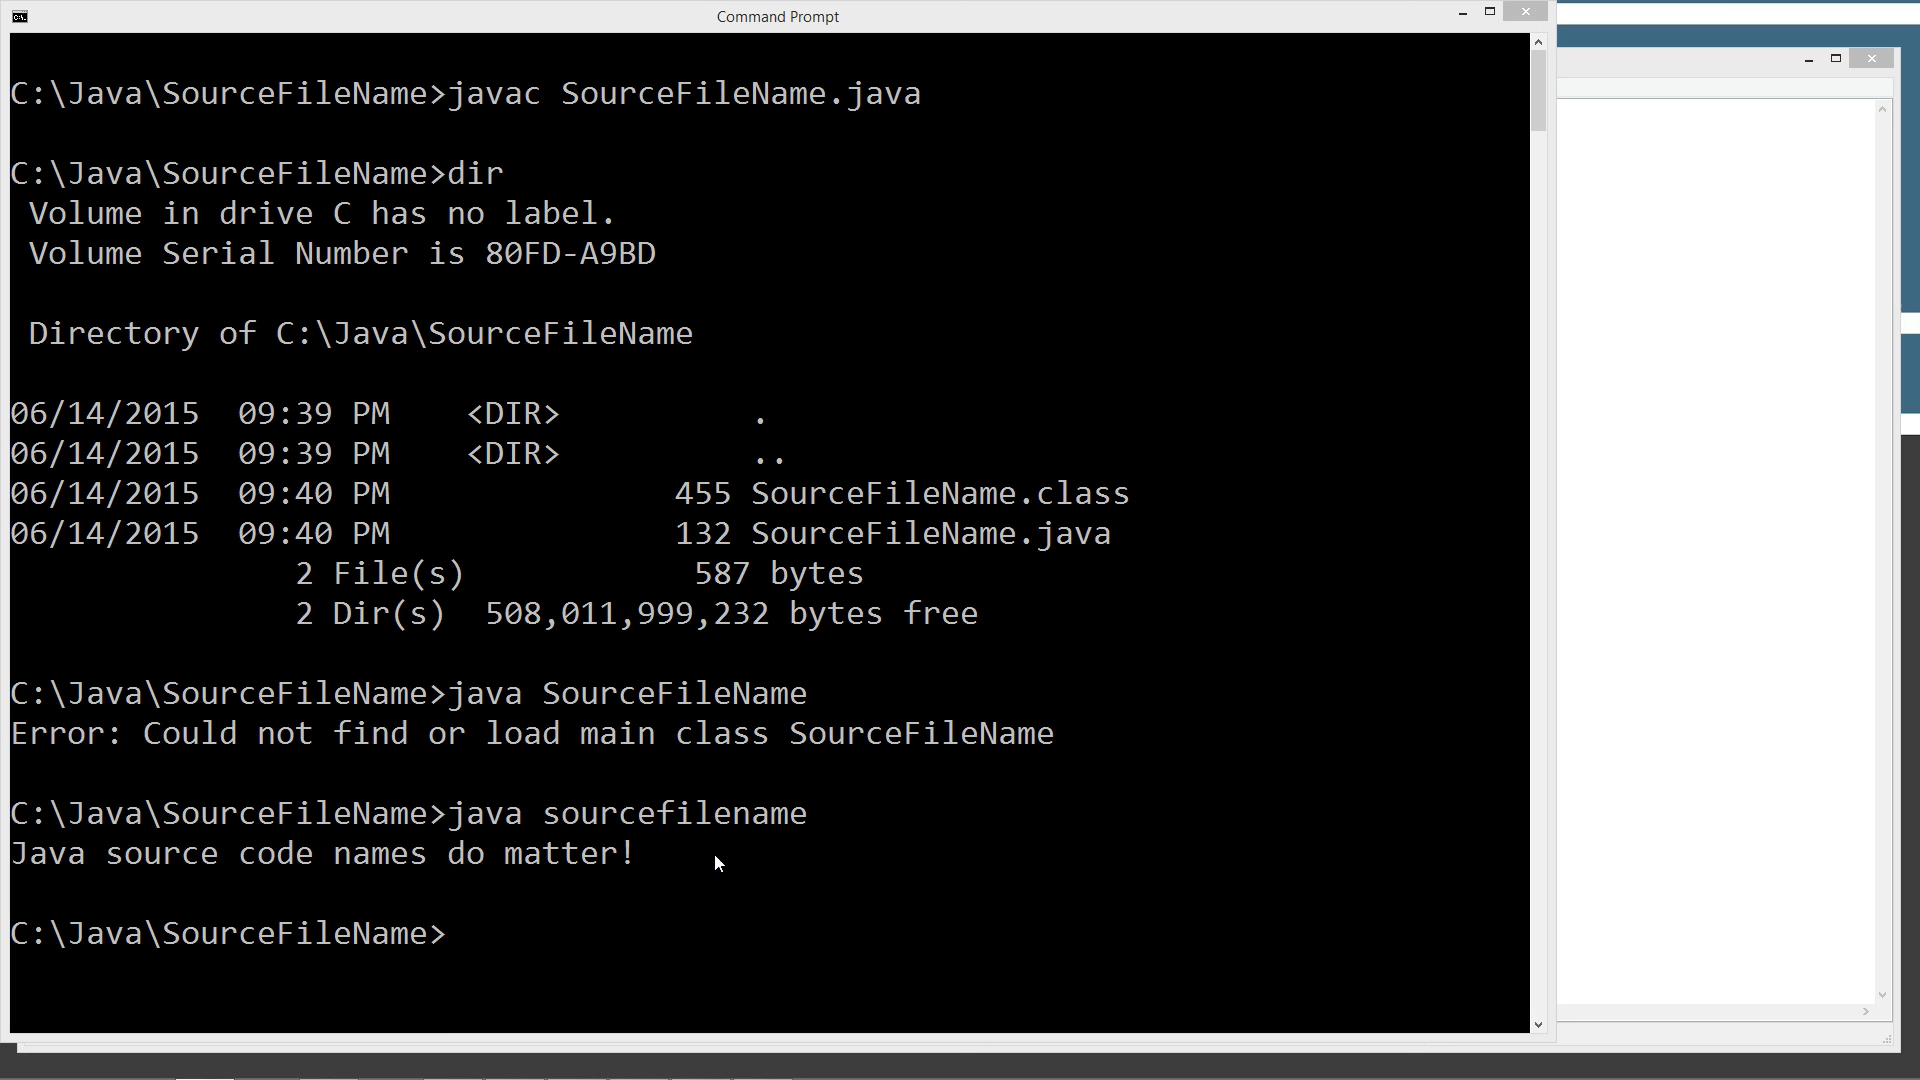 Command Prompt
C:\Java\SourceFileName>javac SourceFileName.java
C:\Java\SourceFileName>dir
Volume in drive C has no label.
Volume Serial Number is 80FD-A9BD
Directory of C:\Java\SourceFileName
06/14/2015  09:39 PM    <DIR>          .
06/14/2015  09:39 PM    <DIR>          ..
06/14/2015  09:40 PM               455 SourceFileName.class
06/14/2015  09:40 PM               132 SourceFileName.java
2 File(s)            587 bytes
2 Dir(s)  508,011,999,232 bytes free
C:\Java\SourceFileName>java SourceFileName
Error: Could not find or load main class SourceFileName
C:\Java\SourceFileName>java sourcefilename
Java source code names do matter!
C:\Java\SourceFileName>